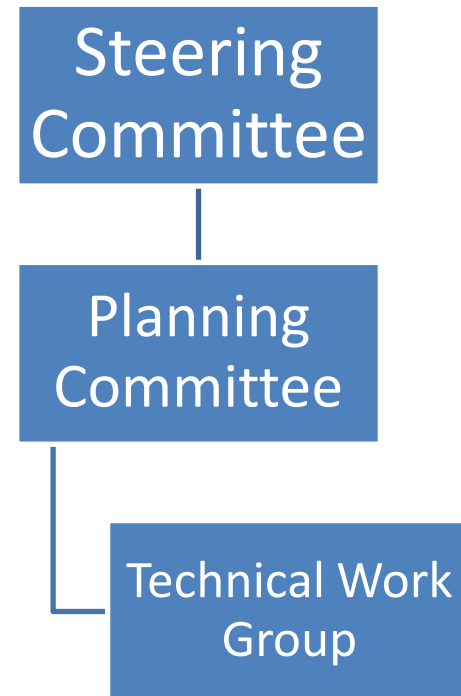 Steering
Committee
Planning
Committee
Technical Work
Group